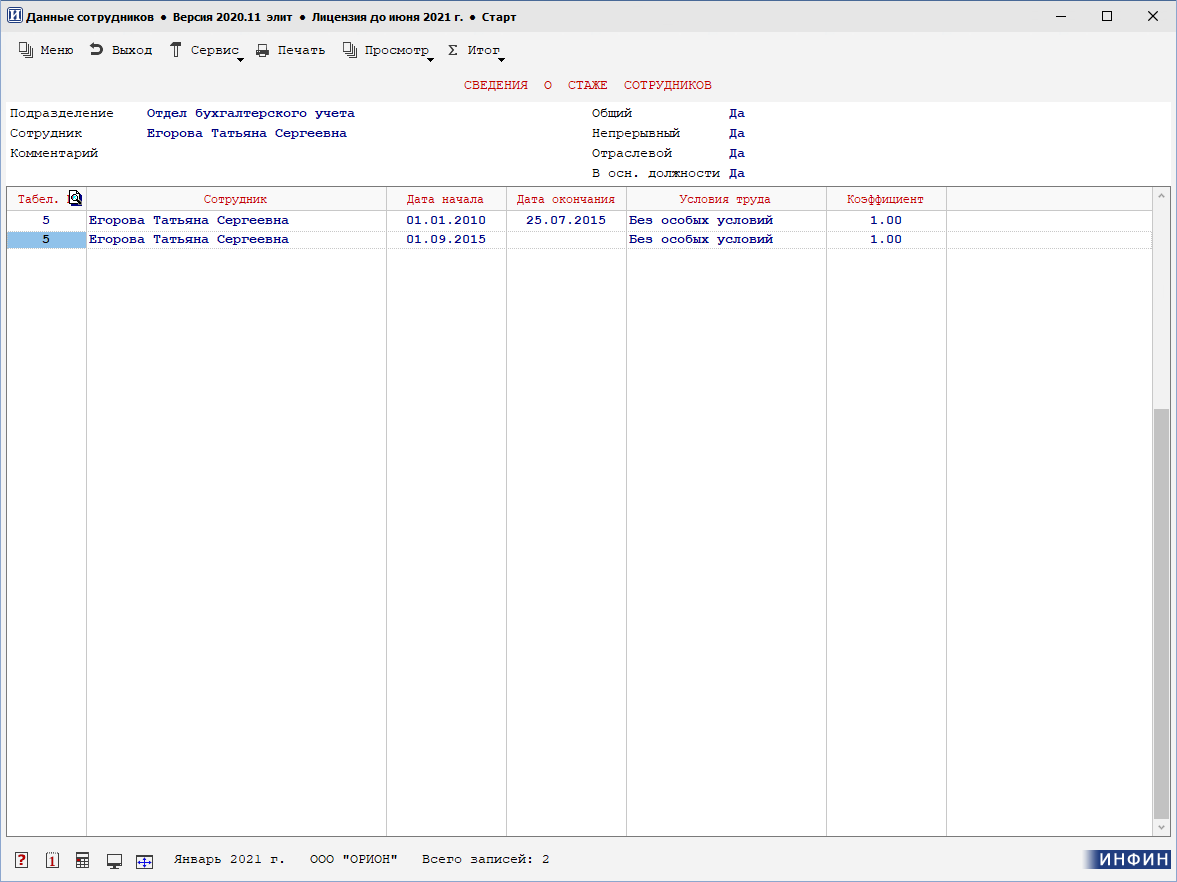 Данные сотрудников • Версия 2020.11 элит • Лицензия до июня 2021 г. • Старт
Меню Выход Сервис Печать Просмотр Σ Итог
СВЕДЕНИЯ О СТАЖЕ СОТРУДНИКОВ
Подразделение Отдел бухгалтерского учета Общий Да
Сотрудник Егорова Татьяна Сергеевна Непрерывный Да
Комментарий Отраслевой Да
В осн. должности Да
Табел. Сотрудник Дата начала Дата окончания Условия труда Коэффициент
5 Егорова Татьяна Сергеевна 01.01.2010 25.07.2015 Без особых условий 1.00
5 Егорова Татьяна Сергеевна 01.09.2015 Без особых условий 1.00
? 1 Январь 2021 г. ООО "ОРИОН" Всего записей: 2 ИНФИН